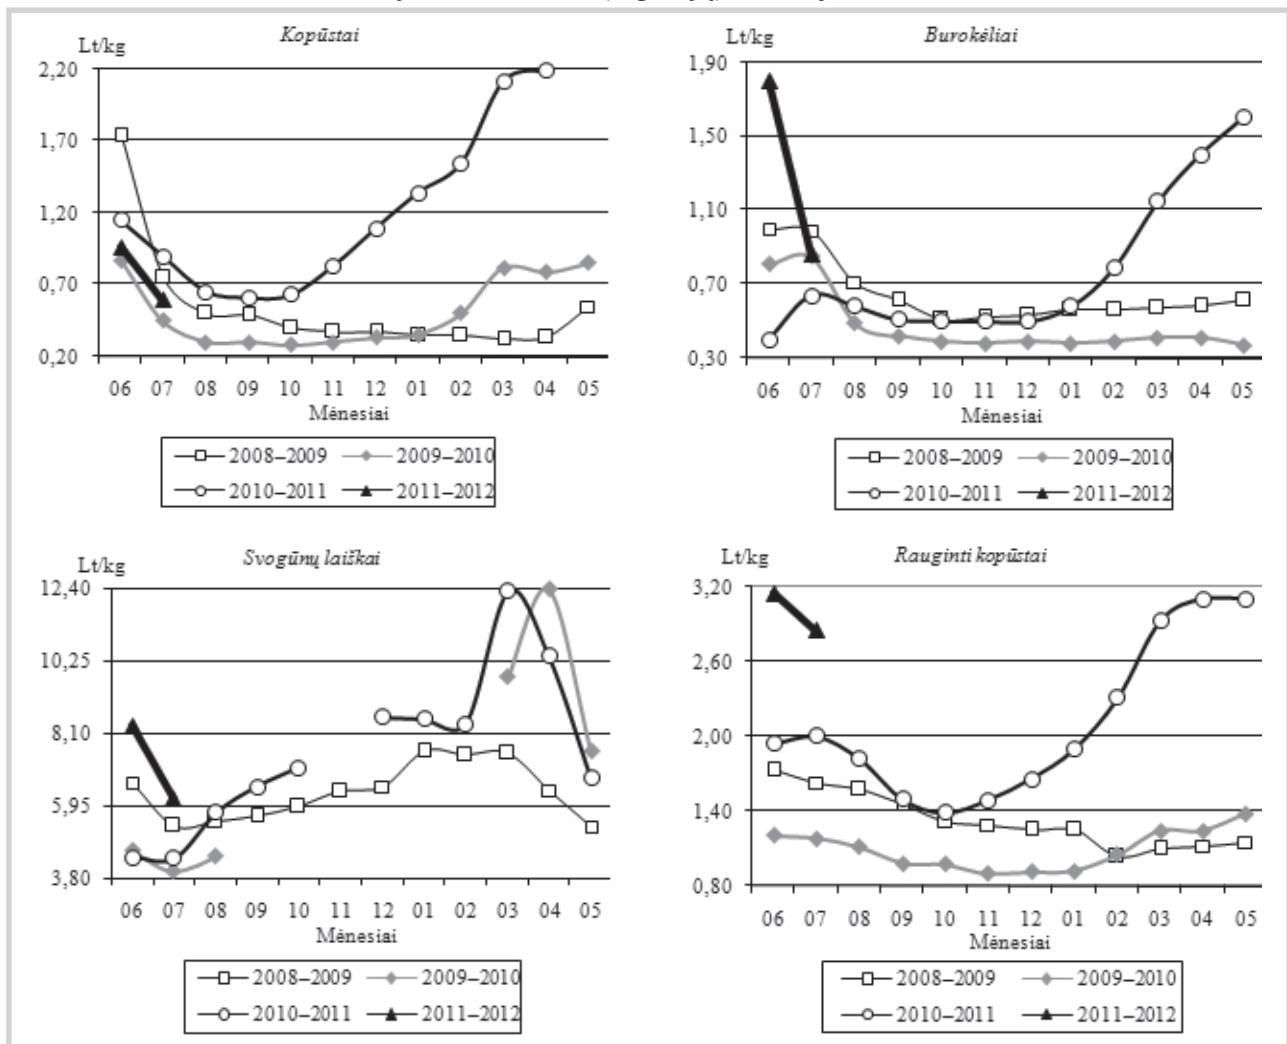 Kopūstai
Lt/kg
2,20
1,70
1,20
0,70
0,20
06 07 08 09 10 11 12 01 02 03 04 05
Mėnesiai
2008–2009 2009–2010
2010–2011 2011–2012
Burokėliai
Lt/kg
1,90
1,50
1,10
0,70
0,30
06 07 08 09 10 11 12 01 02 03 04 05
Mėnesiai
2008–2009 2009–2010
2010–2011 2011–2012
Svogūnų laiškai
Lt/kg
12,40
10,25
8,10
5,95
3,80
06 07 08 09 10 11 12 01 02 03 04 05
Mėnesiai
2008–2009 2009–2010
2010–2011 2011–2012
Rauginti kopūstai
Lt/kg
3,20
2,60
2,00
1,40
0,80
06 07 08 09 10 11 12 01 02 03 04 05
Mėnesiai
2008–2009 2009–2010
2010–2011 2011–2012